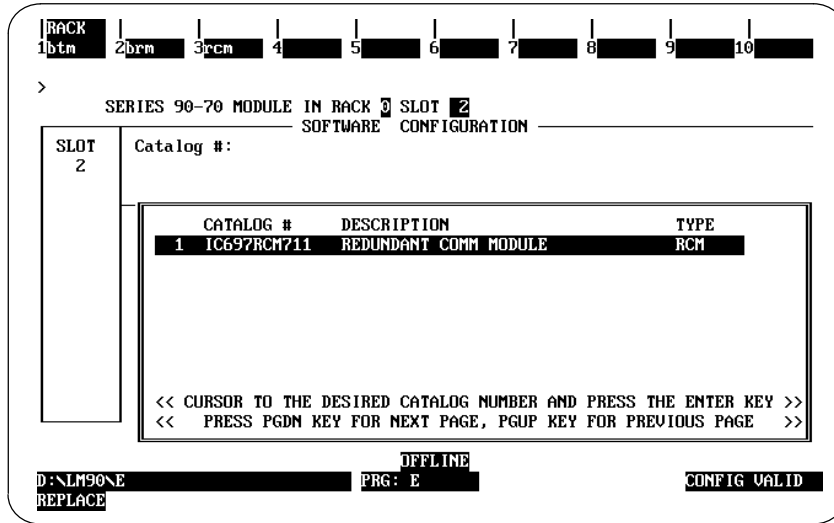 RACK
1btm 2brm 3rcm 4 5 6 7 8 9 10
>
SERIES 90-70 MODULE IN RACK 0 SLOT 2
SOFTWARE CONFIGURATION
SLOT Catalog #:
2
CATALOG # DESCRIPTION TYPE
1 IC697RCM711 REDUNDANT COMM MODULE RCM
<< CURSOR TO THE DESIRED CATALOG NUMBER AND PRESS THE ENTER KEY >>
<< PRESS PGDN KEY FOR NEXT PAGE, PGUP KEY FOR PREVIOUS PAGE >>
OFFLINE
D:\LM90\E PRG: E CONFIG VALID
REPLACE